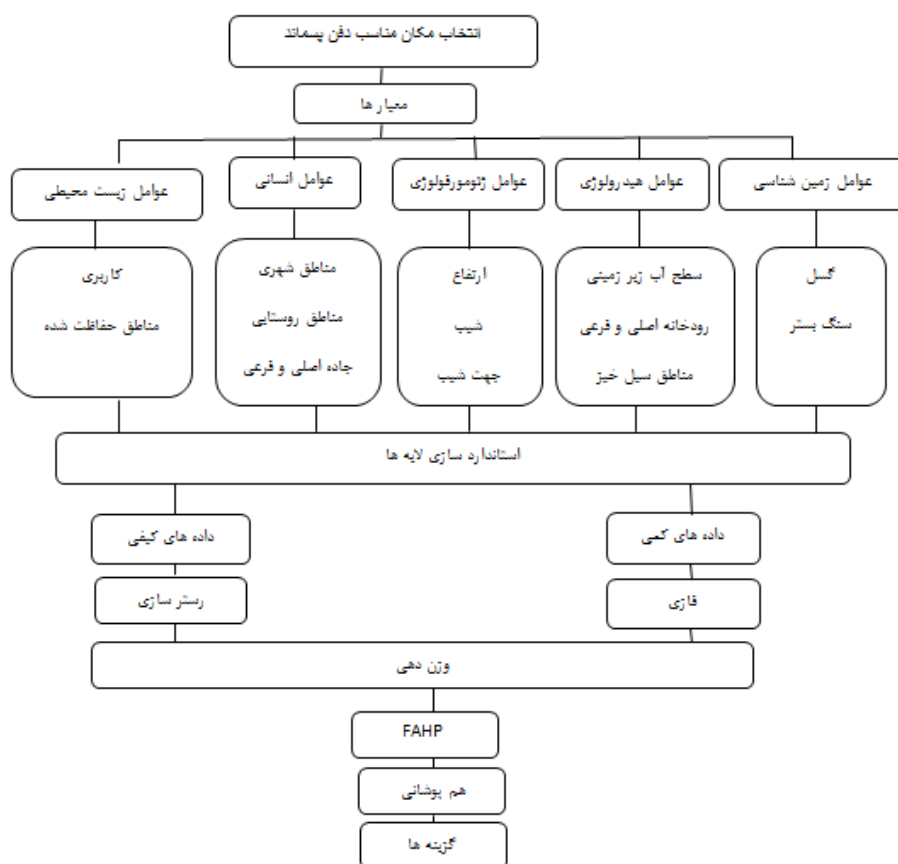 انتخاب مکان مناسب دفن پسماند
معیار ها
عوامل زمین شناسی
عوامل هیدرولوژی
عوامل ژئومورفولوژی
عوامل انسانی
عوامل زیست محیطی
گسل
سنگ بستر
سطح آب زیر زمینی
رودخانه اصلی و فرعی
مناطق سیل خیز
ارتفاع
شیب
جهت شیب
مناطق شهری
مناطق روستایی
جاده اصلی و فرعی
کاربری
مناطق حفاظت شده
استاندارد سازی لایه ها
داده های کمی
داده های کیفی
فازی
رستر سازی
وزن دهی
FAHP
هم پوشانی
گزینه ها